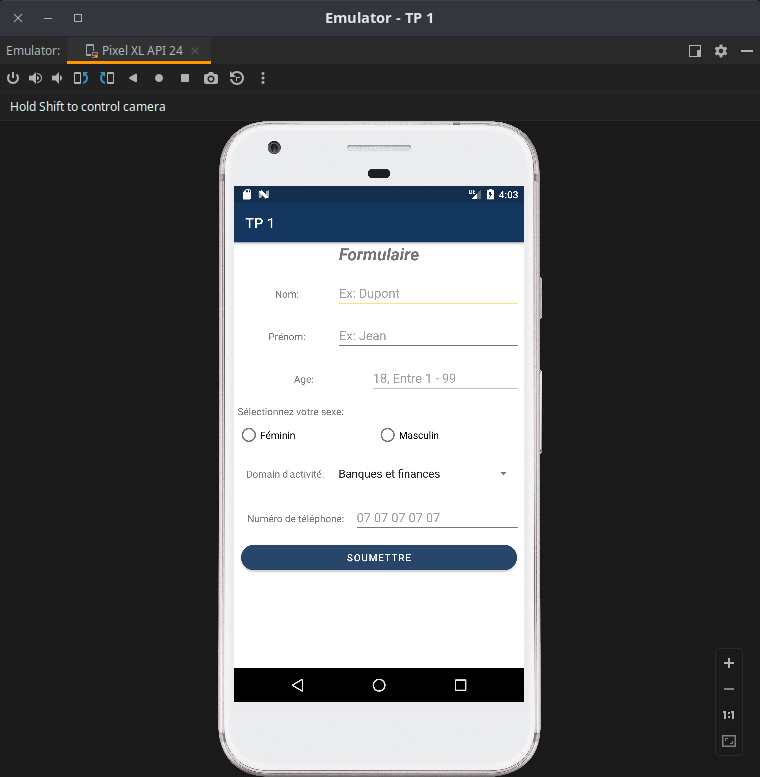 Emulator - TP 1
Emulator: Pixel XL API 24
Hold Shift to control camera
4:03
TP 1
Formulaire
Nom: Ex: Dupont
Prénom: Ex: Jean
Age: 18, Entre 1 - 99
Sélectionnez votre sexe:
Féminin Masculin
Domain d'activité: Banques et finances
Numéro de téléphone: 07 07 07 07 07
SOUMETTRE
1:1